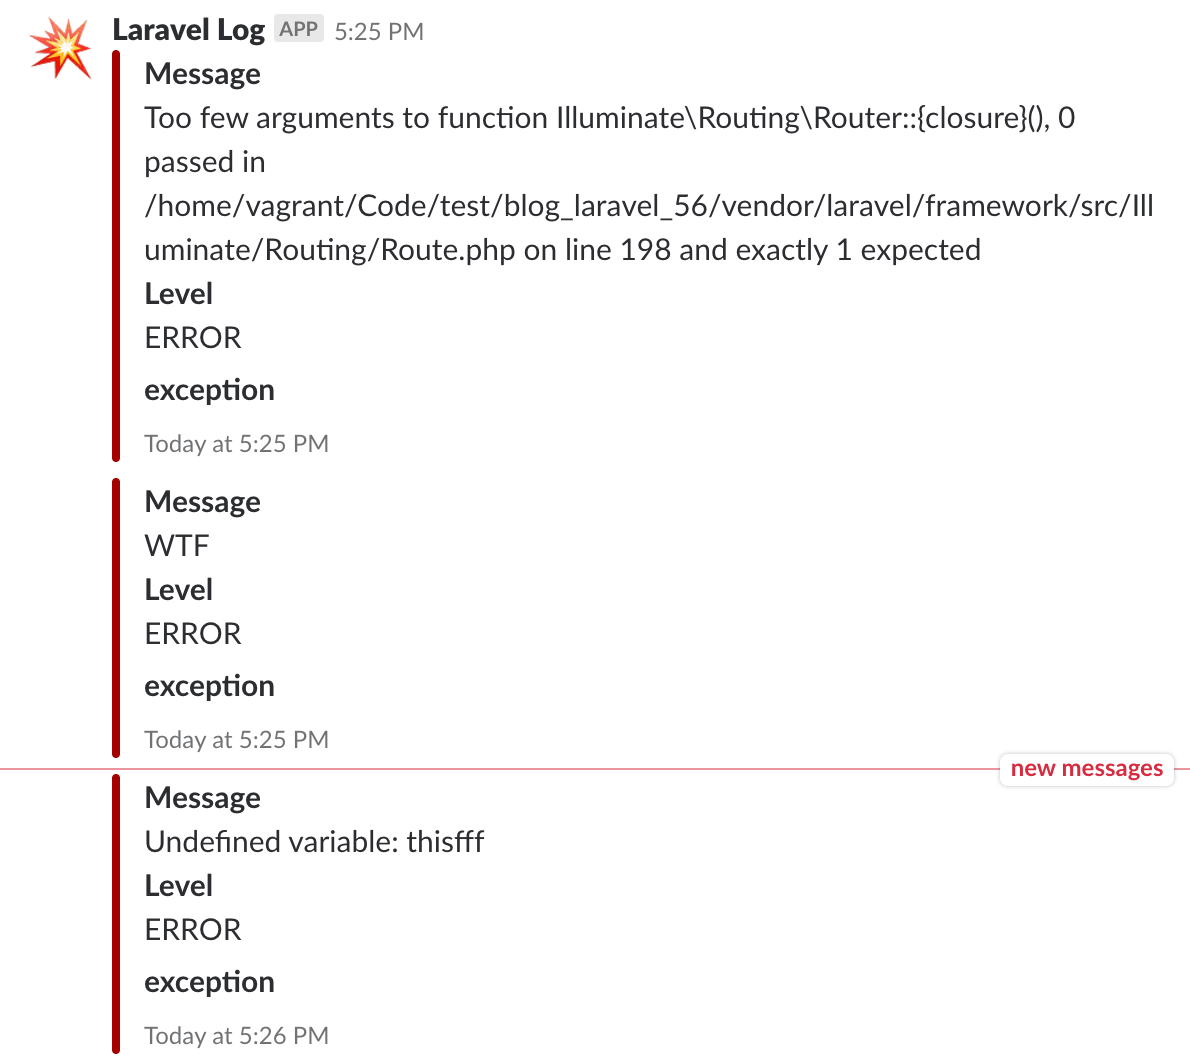 Laravel Log APP 5:25 PM
Message
Too few arguments to function Illuminate\Routing\Router::{closure}(), 0
passed in
/home/vagrant/Code/test/blog_laravel_56/vendor/laravel/framework/src/Ill
uminate/Routing/Route.php on line 198 and exactly 1 expected
Level
ERROR
exception
Today at 5:25 PM
Message
WTF
Level
ERROR
exception
Today at 5:25 PM
new messages
Message
Undefined variable: thisfff
Level
ERROR
exception
Today at 5:26 PM